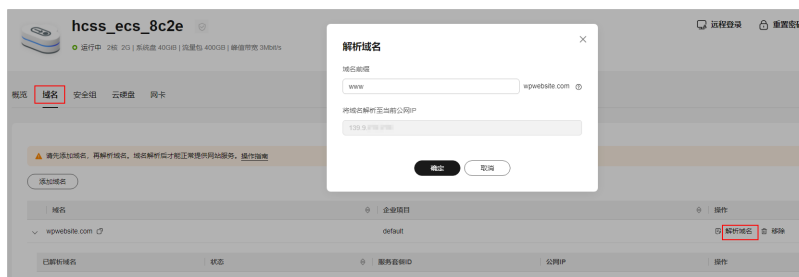 hcss_ecs_8c2e
运行中 2核 2G | 系统盘 40GiB | 流量包 400GB | 峰值带宽 3Mbit/s
远程登录 重置密
概览 域名 安全组 云硬盘 网卡
解析域名
域名前缀
www wpwebsite.com
将域名解析至当前公网IP
确定 取消
请先添加域名，再解析域名。域名解析后才能正常提供网站服务。操作指南
添加域名
域名 企业项目 操作
wpwebsite.com default 解析域名 移除
已解析域名 状态 服务套餐ID 公网IP 操作